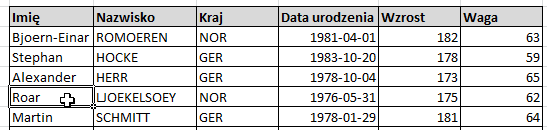 Imię Nazwisko Kraj Data urodzenia Wzrost Waga
Bjoern-Einar ROMOEREN NOR 1981-04-01 182 63
Stephan HOCKE GER 1983-10-20 178 59
Alexander HERR GER 1978-10-04 173 65
Roar LJOEKELSOEY NOR 1976-05-31 175 62
Martin SCHMITT GER 1978-01-29 181 64